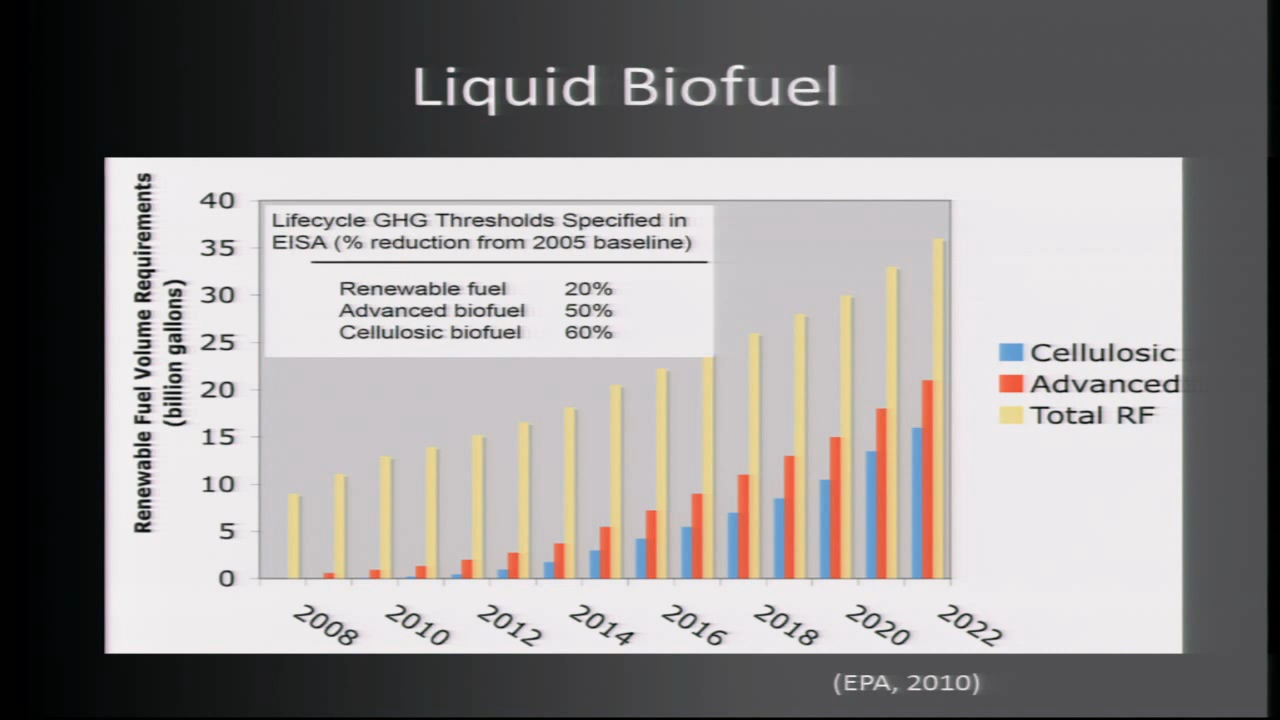 Liquid Biofuel
Renewable Fuel Volume Requirements
(billion gallons)
40
35
30
25
20
15
10
5
0
Lifecycle GHG Thresholds Specified in
EISA (% reduction from 2005 baseline)
Renewable fuel 20%
Advanced biofuel 50%
Cellulosic biofuel 60%
Cellulosic
Advanced
Total RF
2008 2010 2012 2014 2016 2018 2020 2022
(EPA, 2010)